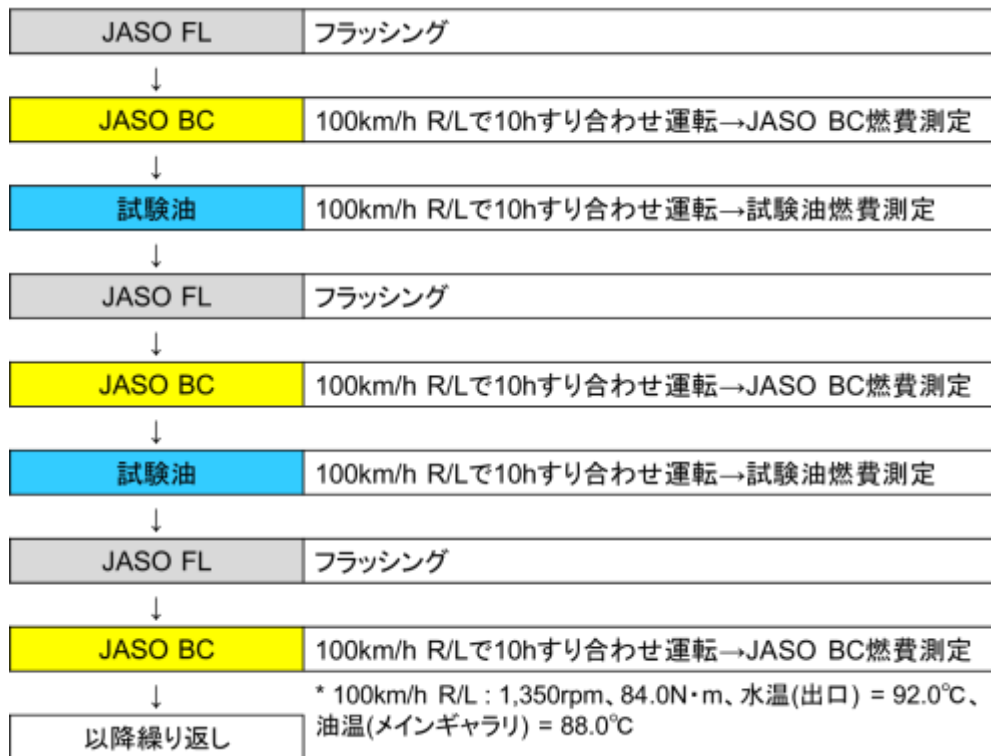 JASO FL フラッシング
↓
JASO BC 100km/h R/Lで10hすり合わせ運転→JASO BC燃費測定
↓
試験油 100km/h R/Lで10hすり合わせ運転→試験油燃費測定
↓
JASO FL フラッシング
↓
JASO BC 100km/h R/Lで10hすり合わせ運転→JASO BC燃費測定
↓
試験油 100km/h R/Lで10hすり合わせ運転→試験油燃費測定
↓
JASO FL フラッシング
↓
JASO BC 100km/h R/Lで10hすり合わせ運転→JASO BC燃費測定
↓
* 100km/h R/L : 1,350rpm、84.0N・m、水温(出口) = 92.0℃、
油温(メインギャラリ) = 88.0℃
以降繰り返し